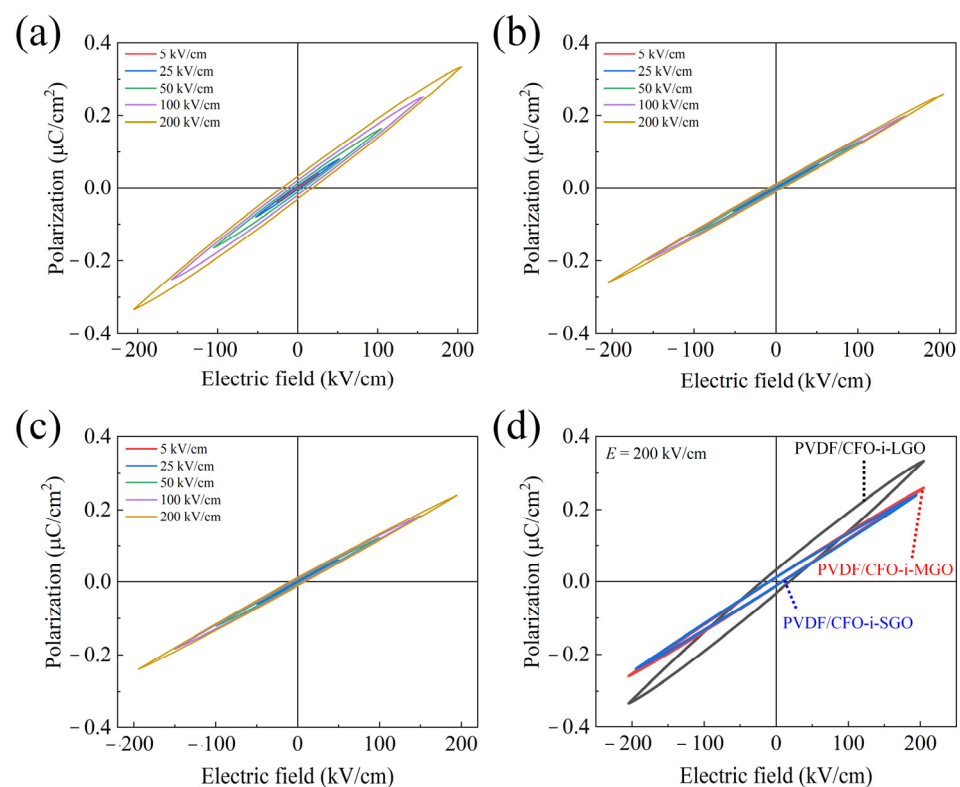 (a)
0.4
0.2
0.0
− 0.2
− 0.4
Polarization (μC/cm²)
5 kV/cm
25 kV/cm
50 kV/cm
100 kV/cm
200 kV/cm
− 200
− 100
0
100
200
Electric field (kV/cm)
(b)
0.4
0.2
0.0
− 0.2
− 0.4
Polarization (μC/cm²)
5 kV/cm
25 kV/cm
50 kV/cm
100 kV/cm
200 kV/cm
− 200
− 100
0
100
200
Electric field (kV/cm)
(c)
0.4
0.2
0.0
− 0.2
− 0.4
Polarization (μC/cm²)
5 kV/cm
25 kV/cm
50 kV/cm
100 kV/cm
200 kV/cm
− 200
− 100
0
100
200
Electric field (kV/cm)
(d)
0.4
0.2
0.0
− 0.2
− 0.4
Polarization (μC/cm²)
E = 200 kV/cm
PVDF/CFO-i-LGO
PVDF/CFO-i-MGO
PVDF/CFO-i-SGO
− 200
− 100
0
100
200
Electric field (kV/cm)